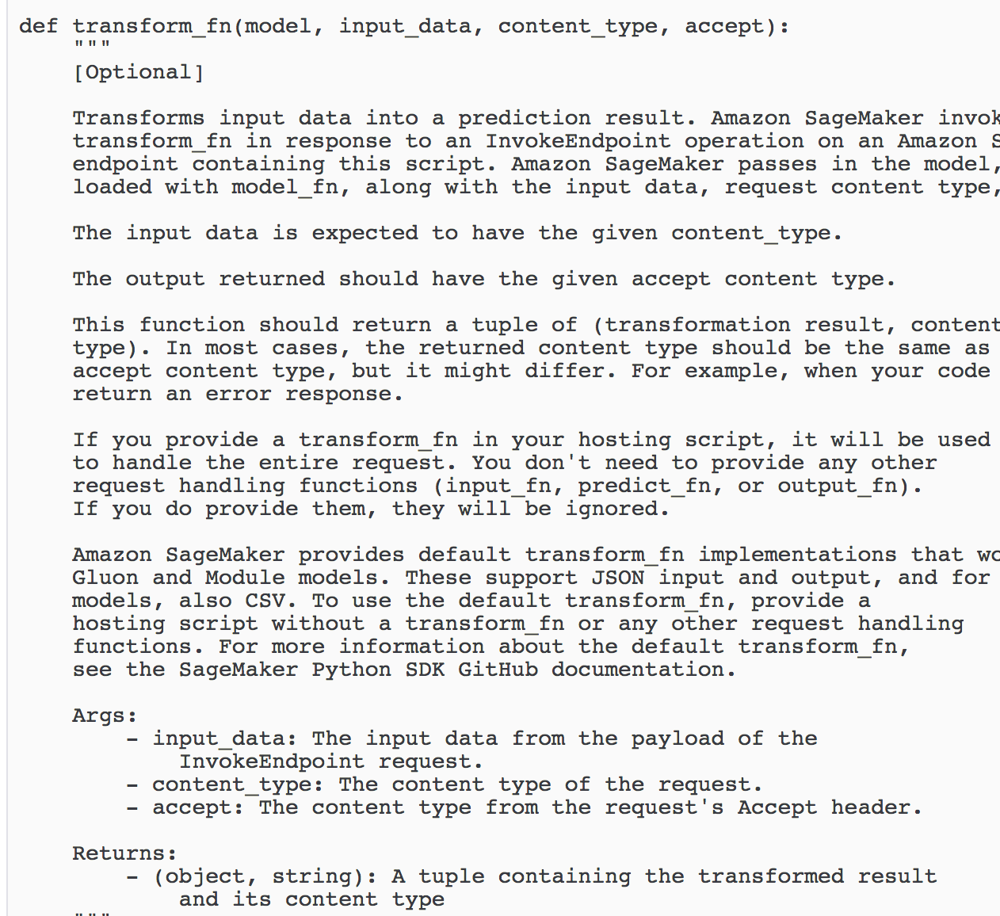 def transform_fn(model, input_data, content_type, accept):
"""
[Optional]
Transforms input data into a prediction result. Amazon SageMaker
transform_fn in response to an InvokeEndpoint operation on an Amazon
endpoint containing this script. Amazon SageMaker passes in the model,
loaded with model_fn, along with the input data, request content type,
The input data is expected to have the given content_type.
The output returned should have the given accept content type.
This function should return a tuple of (transformation result, content
type). In most cases, the returned content type should be the same as
accept content type, but it might differ. For example, when your code
return an error response.
If you provide a transform_fn in your hosting script, it will be used
to handle the entire request. You don't need to provide any other
request handling functions (input_fn, predict_fn, or output_fn).
If you do provide them, they will be ignored.
Amazon SageMaker provides default transform_fn implementations that
Gluon and Module models. These support JSON input and output, and for
models, also CSV. To use the default transform_fn, provide a
hosting script without a transform_fn or any other request handling
functions. For more information about the default transform_fn,
see the SageMaker Python SDK GitHub documentation.
Args:
- input_data: The input data from the payload of the
InvokeEndpoint request.
- content_type: The content type of the request.
- accept: The content type from the request's Accept header.
Returns:
- (object, string): A tuple containing the transformed result
and its content type
"""